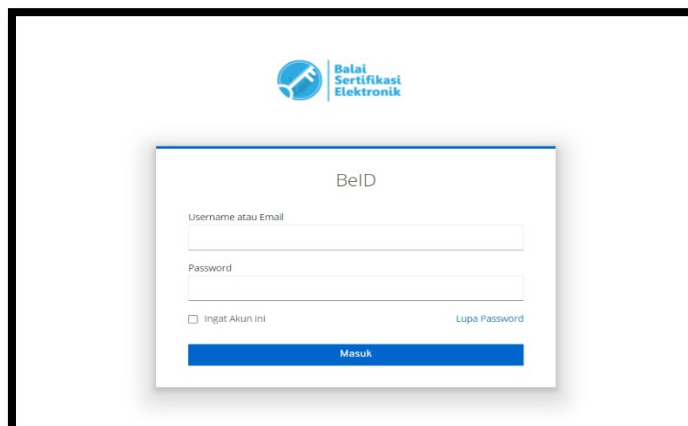 Balai
Sertifikasi
Elektronik
BeID
Username atau Email
Password
Ingat Akun Ini
Lupa Password
Masuk